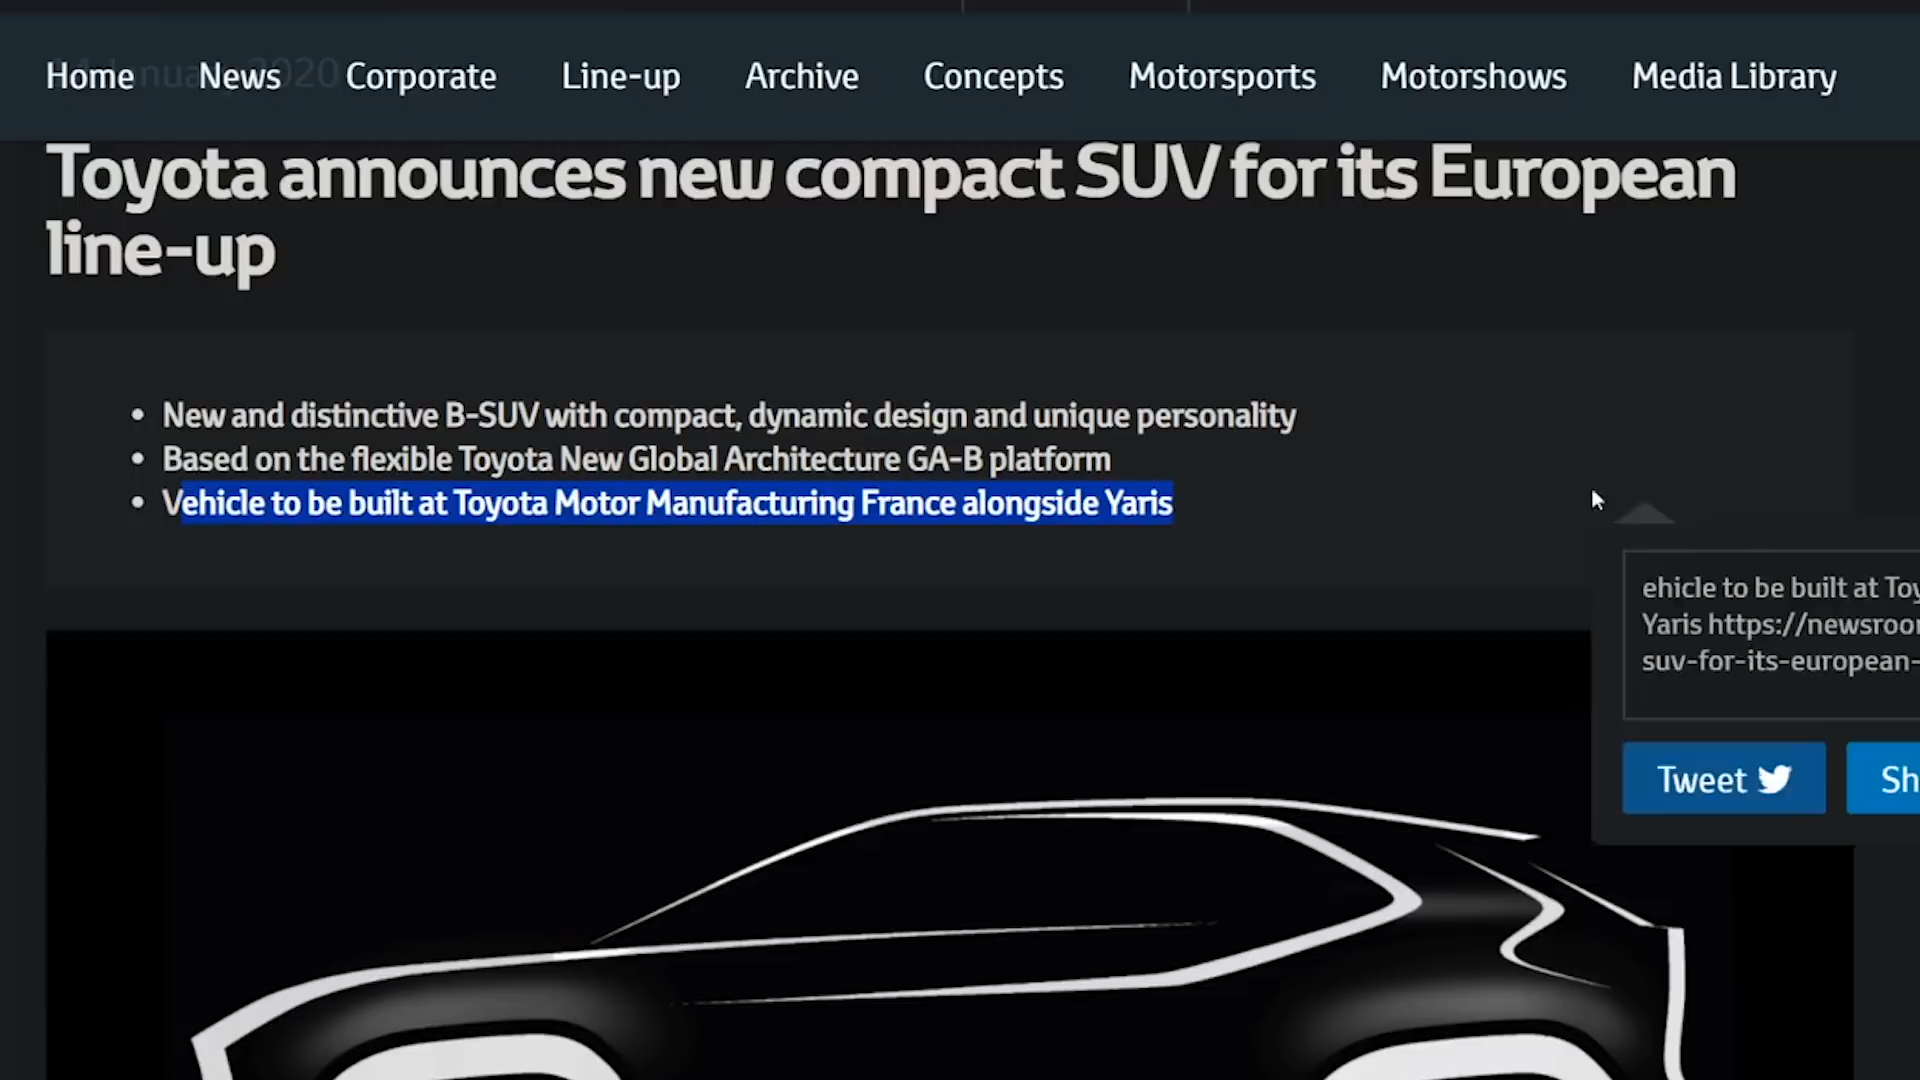 Home News Corporate Line-up Archive Concepts Motorsports Motorshows Media Library
Toyota announces new compact SUV for its European
line-up
• New and distinctive B-SUV with compact, dynamic design and unique personality
• Based on the flexible Toyota New Global Architecture GA-B platform
• Vehicle to be built at Toyota Motor Manufacturing France alongside Yaris
ehicle to be built at Toy
Yaris https://newsroo
suv-for-its-european-
Tweet
Sh